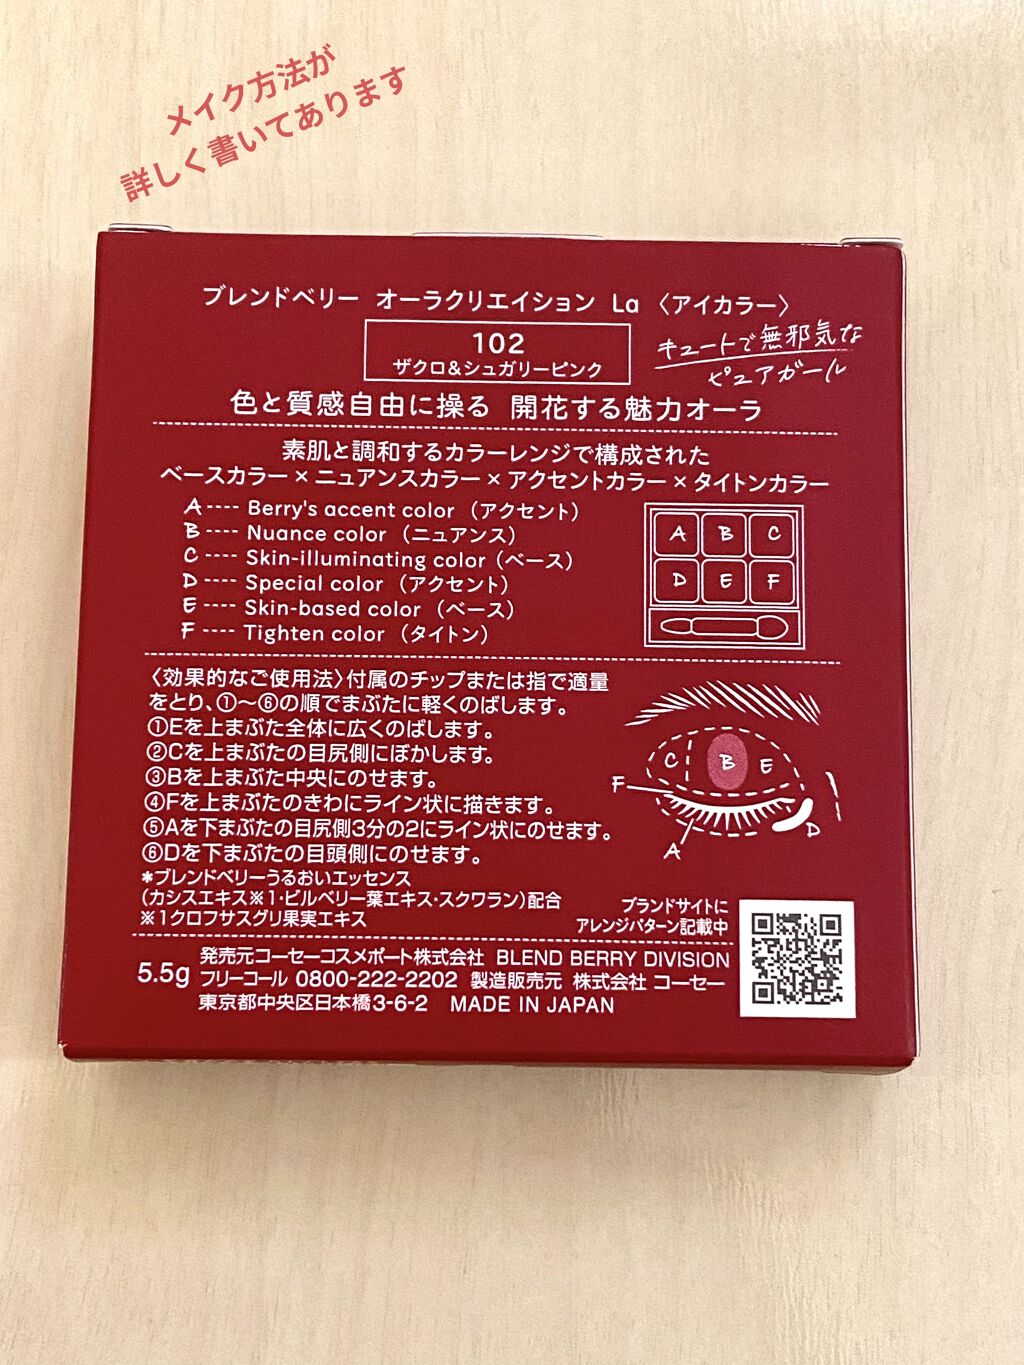 メイク方法が
詳しく書いてあります
ブレンドベリー オーラクリエイション La 〈アイカラー〉
102
ザクロ&シュガリーピンク
キュートで無邪気な
ピュアガール
色と質感自由に操る 開花する魅力オーラ
素肌と調和するカラーレンジで構成された
ベースカラー×ニュアンスカラー×アクセントカラー×タイトンカラー
A ---- Berry's accent color（アクセント）
B ---- Nuance color（ニュアンス）
C ---- Skin-illuminating color（ベース）
D ---- Special color（アクセント）
E ---- Skin-based color（ベース）
F ---- Tighten color（タイトン）
A B C
D E F
〈効果的なご使用法〉付属のチップまたは指で適量
をとり、①～⑥の順でまぶたに軽くのばします。
①Eを上まぶた全体に広くのばします。
②Cを上まぶたの目尻側にぼかします。
③Bを上まぶた中央にのせます。
④Fを上まぶたのきわにライン状に描きます。
⑤Aを下まぶたの目尻側3分の2にライン状にのせます。
⑥Dを下まぶたの目頭側にのせます。
C B E
F
D
A
*ブレンドベリーうるおいエッセンス
（カシスエキス※1・ビルベリー葉エキス・スクワラン）配合
※1クロフサスグリ果実エキス
ブランドサイトに
アレンジパターン記載中
5.5g
発売元コーセーコスメポート株式会社 BLEND BERRY DIVISION
フリーコール 0800-222-2202 製造販売元 株式会社 コーセー
東京都中央区日本橋3-6-2 MADE IN JAPAN